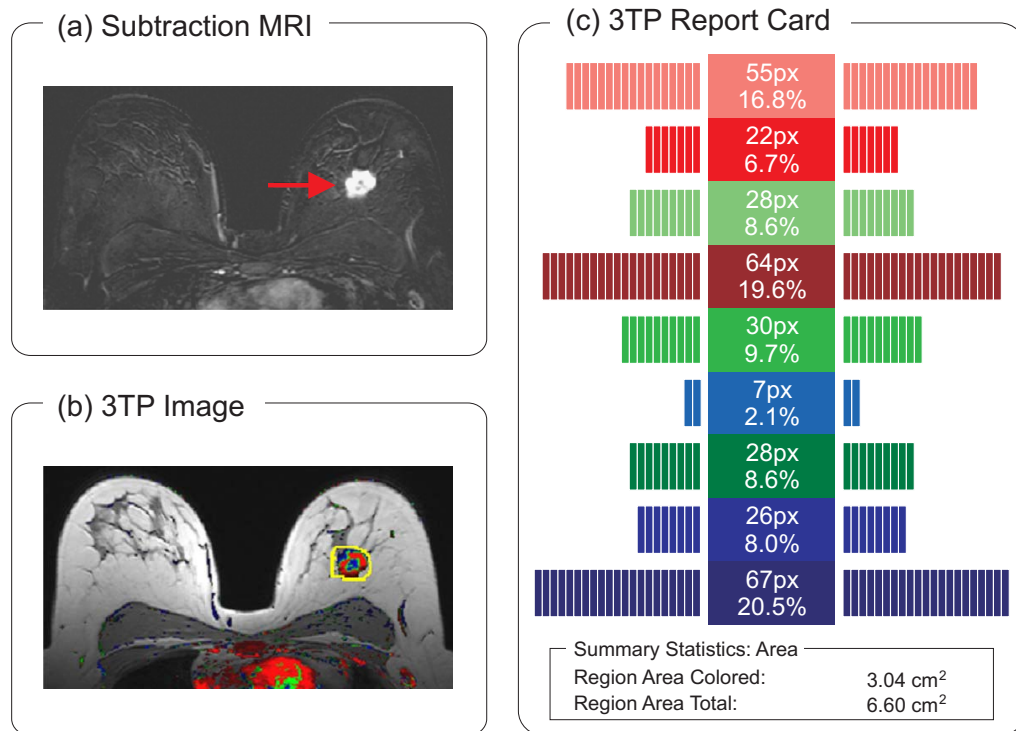 (a) Subtraction MRI
(b) 3TP Image
(c) 3TP Report Card
55px
16.8%
22px
6.7%
28px
8.6%
64px
19.6%
30px
9.7%
7px
2.1%
28px
8.6%
26px
8.0%
67px
20.5%
Summary Statistics: Area
Region Area Colored: 3.04 cm²
Region Area Total: 6.60 cm²